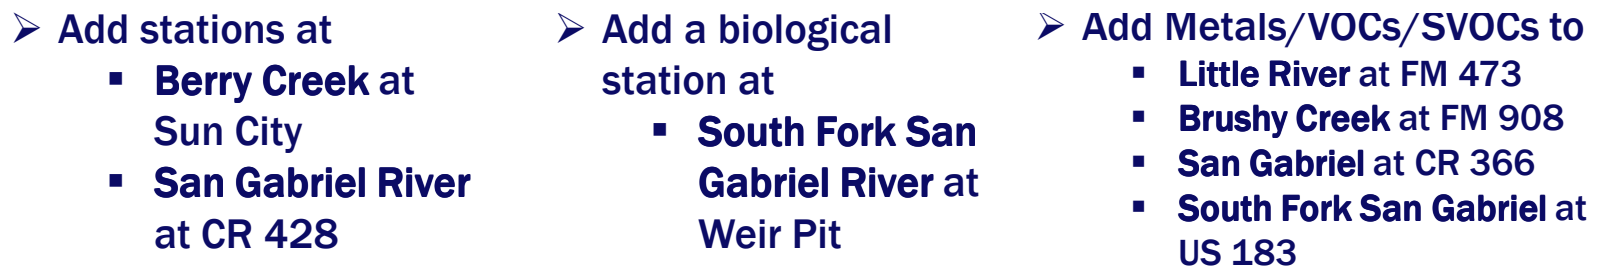 ➢ Add stations at
▪ Berry Creek at
Sun City
▪ San Gabriel River
at CR 428
➢ Add a biological
station at
▪ South Fork San
Gabriel River at
Weir Pit
➢ Add Metals/VOCs/SVOCs to
▪ Little River at FM 473
▪ Brushy Creek at FM 908
▪ San Gabriel at CR 366
▪ South Fork San Gabriel at
US 183